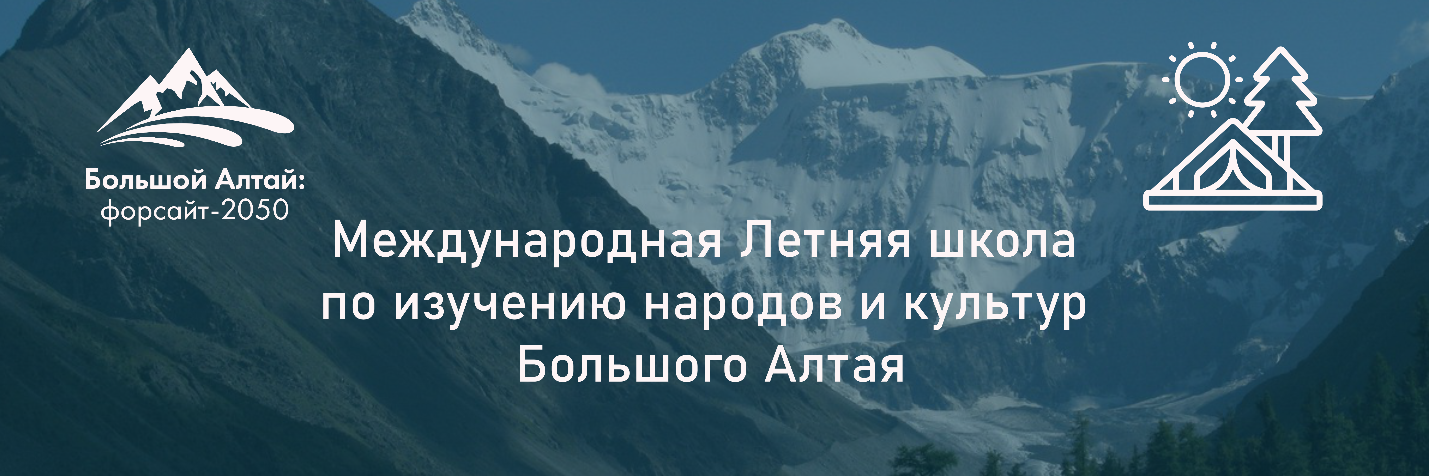 Большой Алтай:
форсайт-2050
Международная Летняя школа
по изучению народов и культур
Большого Алтая